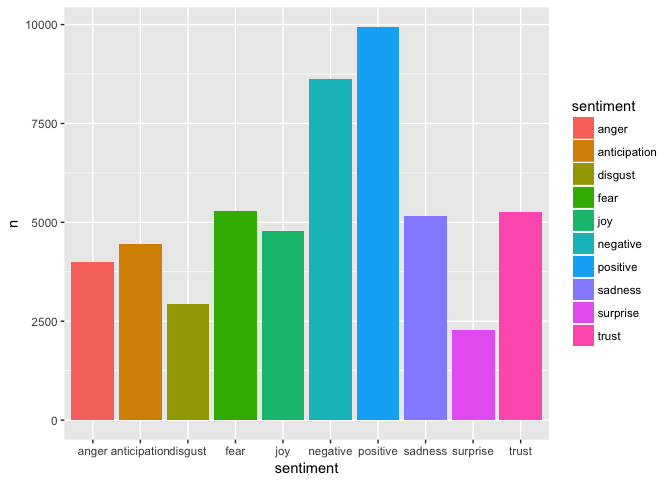 10000
7500
5000
2500
0
n
anger anticipation disgust fear joy negative positive sadness surprise trust
sentiment
sentiment
anger
anticipation
disgust
fear
joy
negative
positive
sadness
surprise
trust